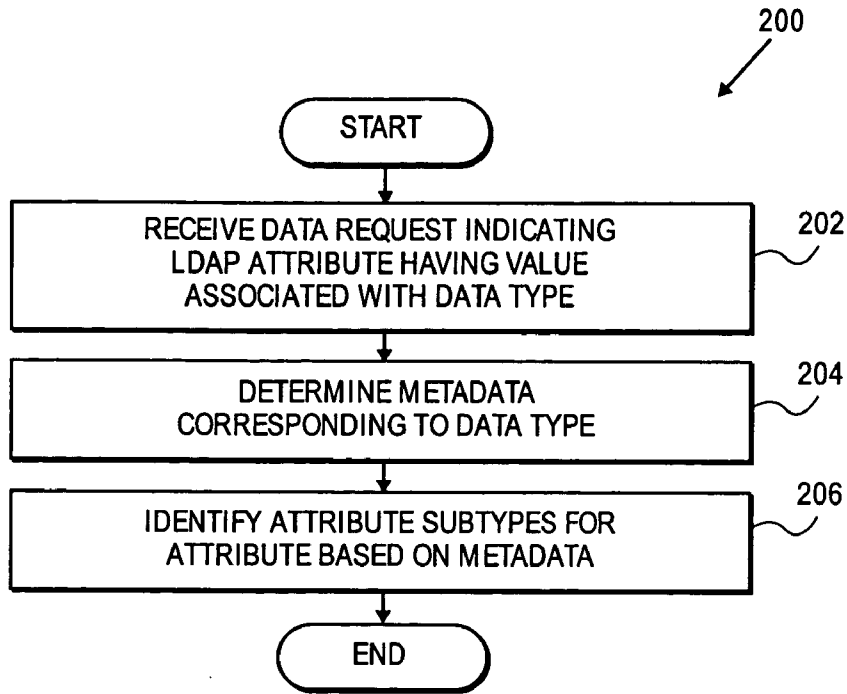 200
START
RECEIVE DATA REQUEST INDICATING
LDAP ATTRIBUTE HAVING VALUE
ASSOCIATED WITH DATA TYPE
202
DETERMINE METADATA
CORRESPONDING TO DATA TYPE
204
IDENTIFY ATTRIBUTE SUBTYPES FOR
ATTRIBUTE BASED ON METADATA
206
END